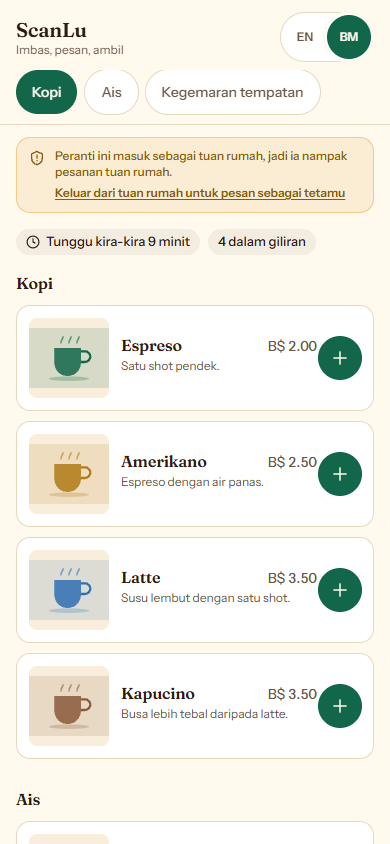 ScanLu
Imbas, pesan, ambil
EN
BM
Kopi
Ais
Kegemaran tempatan
Peranti ini masuk sebagai tuan rumah, jadi ia nampak
pesanan tuan rumah.
Keluar dari tuan rumah untuk pesan sebagai tetamu
Tunggu kira-kira 9 minit
4 dalam giliran
Kopi
Espreso
B$ 2.00
Satu shot pendek.
Amerikano
B$ 2.50
Espreso dengan air panas.
Latte
B$ 3.50
Susu lembut dengan satu shot.
Kapucino
B$ 3.50
Busa lebih tebal daripada latte.
Ais